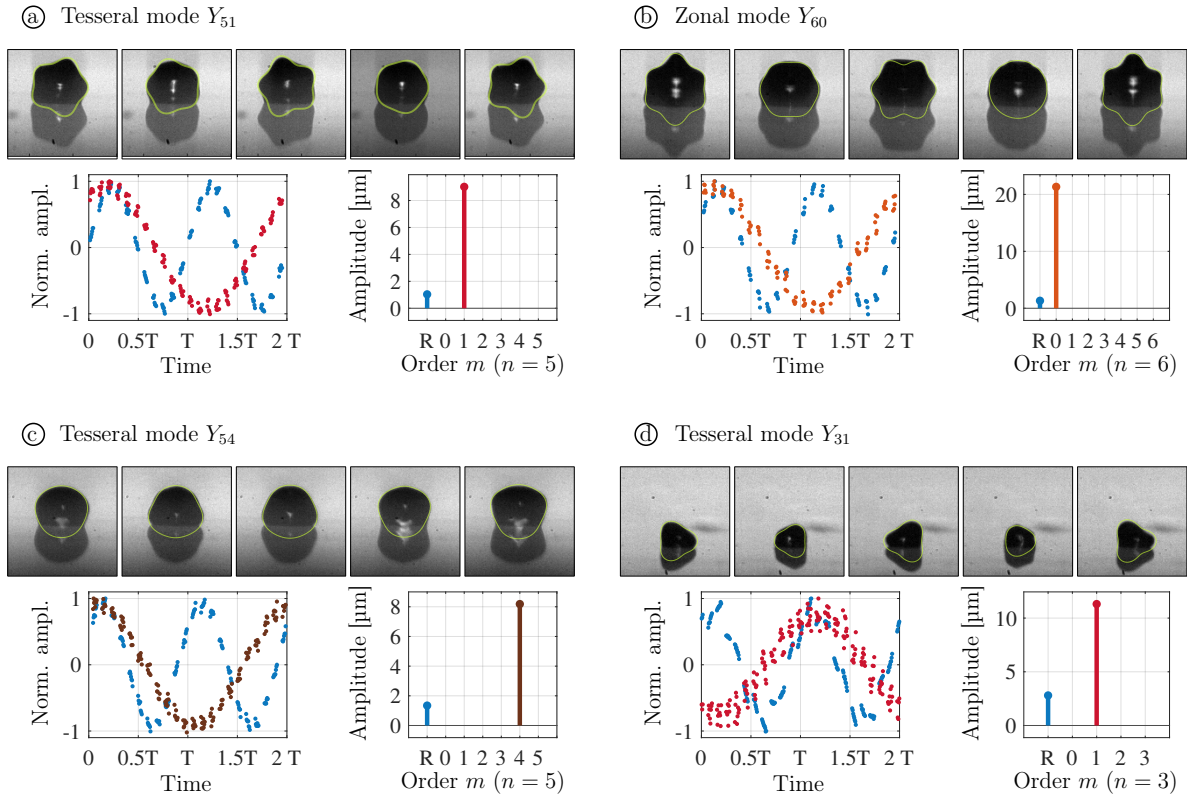 ⓐ Tesseral mode Y₅₁
1
0
-1
Norm. ampl.
0 0.5T T 1.5T 2 T
Time
8
6
4
2
0
Amplitude [µm]
R 0 1 2 3 4 5
Order m (n = 5)
ⓑ Zonal mode Y₆₀
1
0
-1
Norm. ampl.
0 0.5T T 1.5T 2 T
Time
20
10
0
Amplitude [µm]
R 0 1 2 3 4 5 6
Order m (n = 6)
ⓒ Tesseral mode Y₅₄
1
0
-1
Norm. ampl.
0 0.5T T 1.5T 2 T
Time
8
6
4
2
0
Amplitude [µm]
R 0 1 2 3 4 5
Order m (n = 5)
ⓓ Tesseral mode Y₃₁
1
0
-1
Norm. ampl.
0 0.5T T 1.5T 2 T
Time
10
5
0
Amplitude [µm]
R 0 1 2 3
Order m (n = 3)